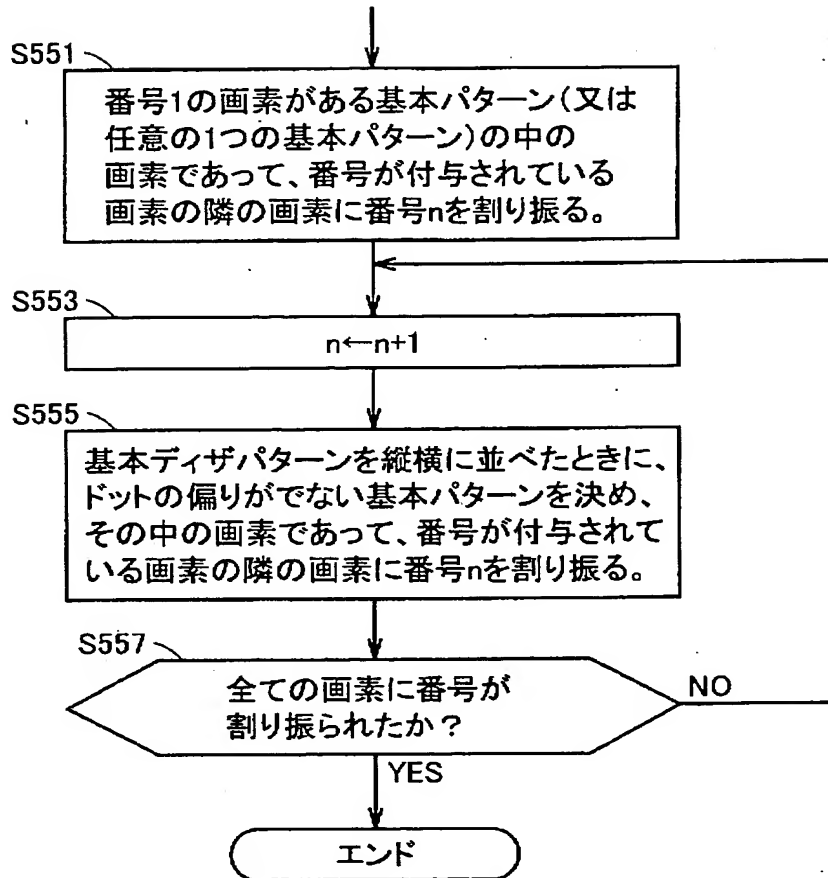 S551
番号1の画素がある基本パターン(又は
任意の1つの基本パターン)の中の
画素であって、番号が付与されている
画素の隣の画素に番号nを割り振る。
S553
n←n+1
S555
基本ディザパターンを縦横に並べたときに、
ドットの偏りがでない基本パターンを決め、
その中の画素であって、番号が付与されて
いる画素の隣の画素に番号nを割り振る。
S557
全ての画素に番号が
割り振られたか?
NO
YES
エンド